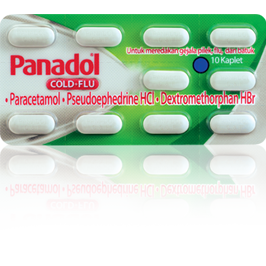 Panadol
COLD+FLU
Untuk meredakan gejala pilek, flu, dan batuk
10 Kaplet
• Paracetamol • Pseudoephedrine HCl • Dextromethorphan HBr